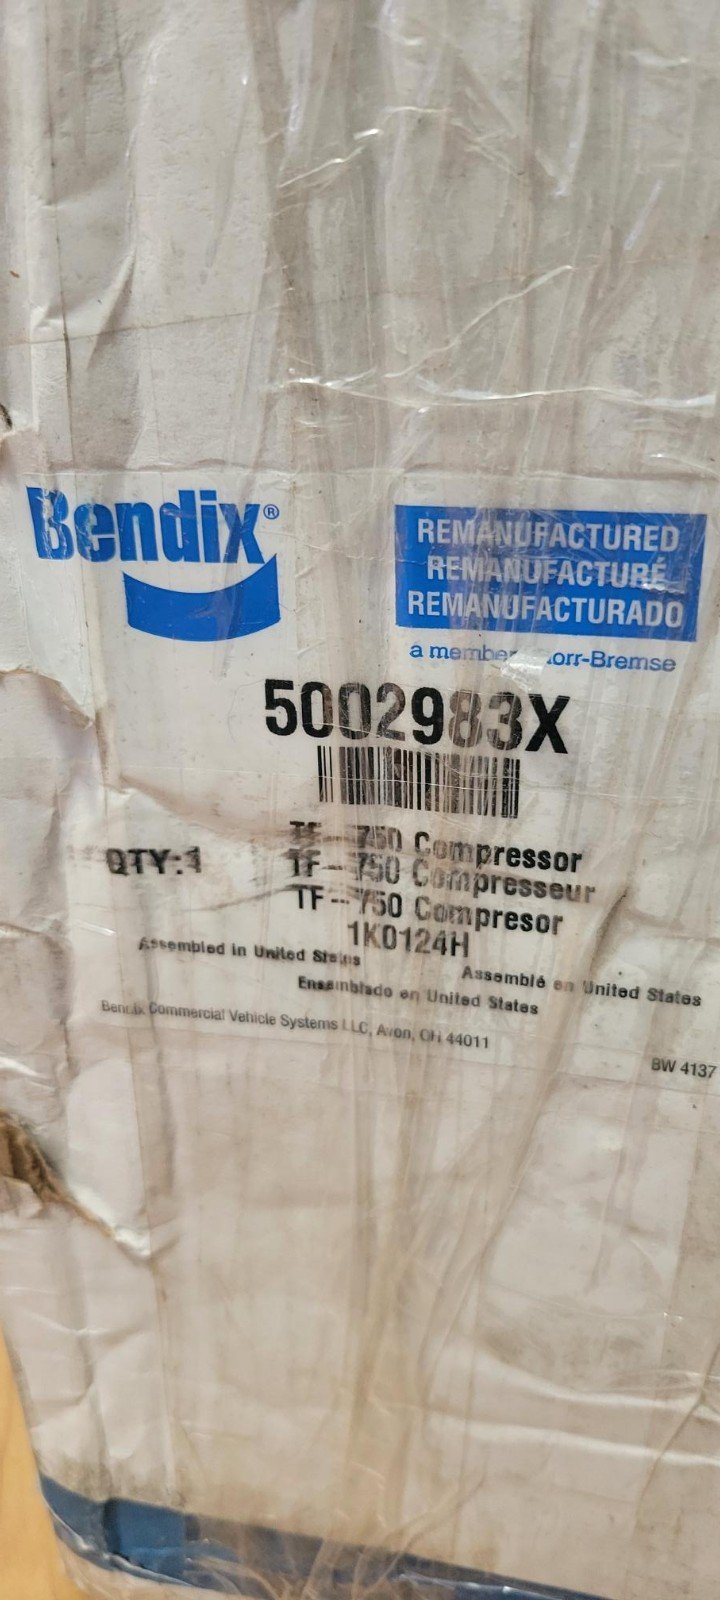 Bendix®
REMANUFACTURED
REMANUFACTURÉ
REMANUFACTURADO
a member orr-Bremse
5002983X
QTY:1
TF--750 Compressor
TF--750 Compresseur
TF--750 Compresor
1K0124H
Assembled in United States
Assemblé en United States
Ensamblado en United States
Bendix Commercial Vehicle Systems LLC, Avon, OH 44011
BW 4137